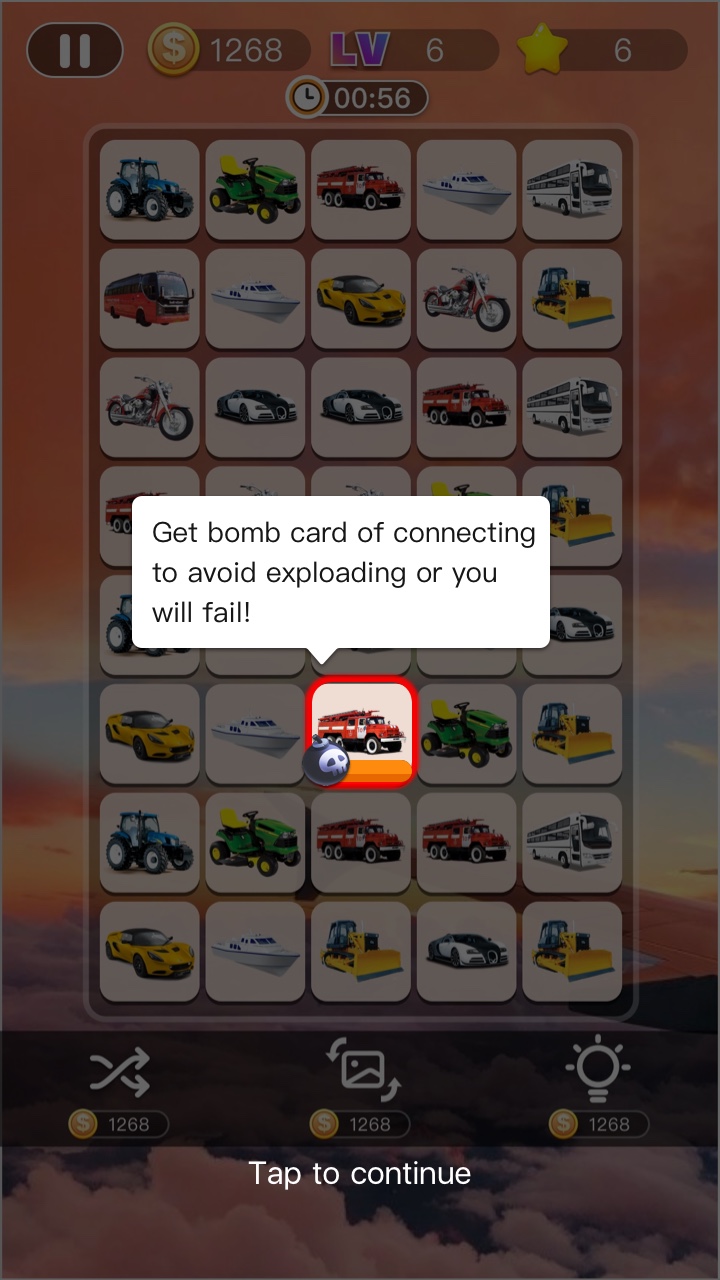 1268
LV 6
6
00:56
Get bomb card of connecting
to avoid exploading or you
will fail!
1268
1268
1268
Tap to continue